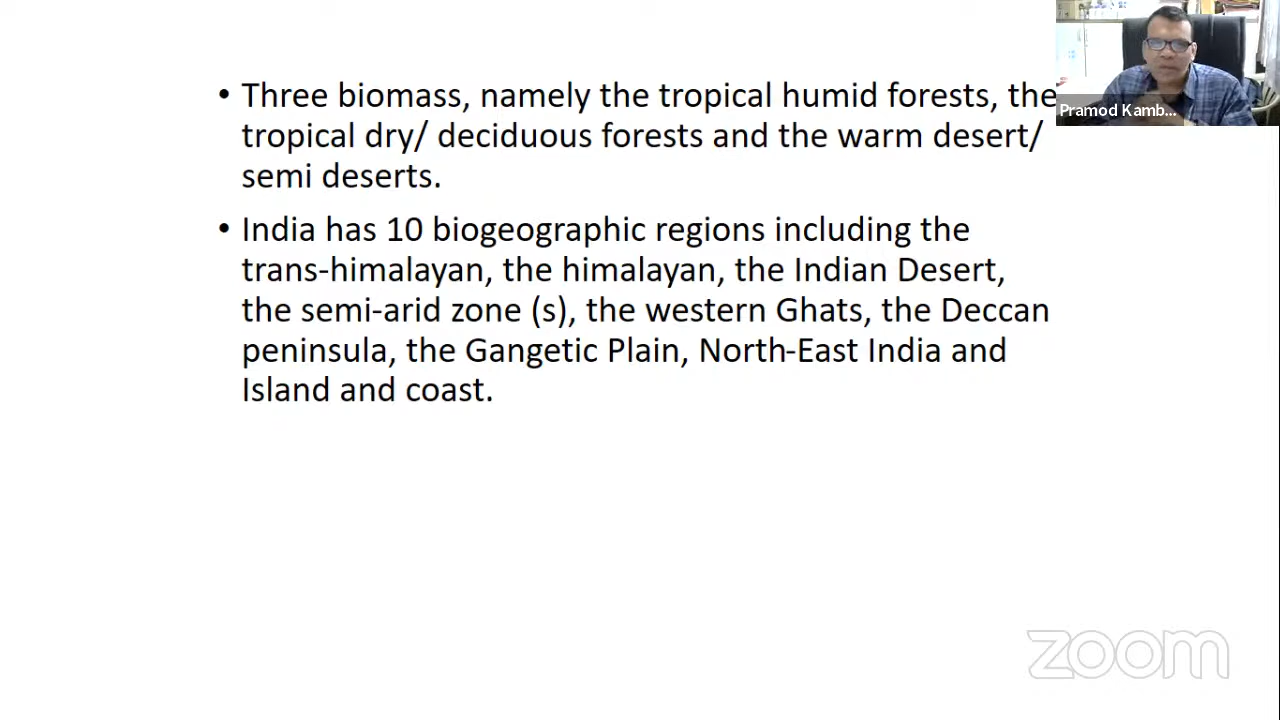 • Three biomass, namely the tropical humid forests, the
tropical dry/ deciduous forests and the warm desert/
semi deserts.
• India has 10 biogeographic regions including the
trans-himalayan, the himalayan, the Indian Desert,
the semi-arid zone (s), the western Ghats, the Deccan
peninsula, the Gangetic Plain, North-East India and
Island and coast.
Pramod Kamb...
zoom